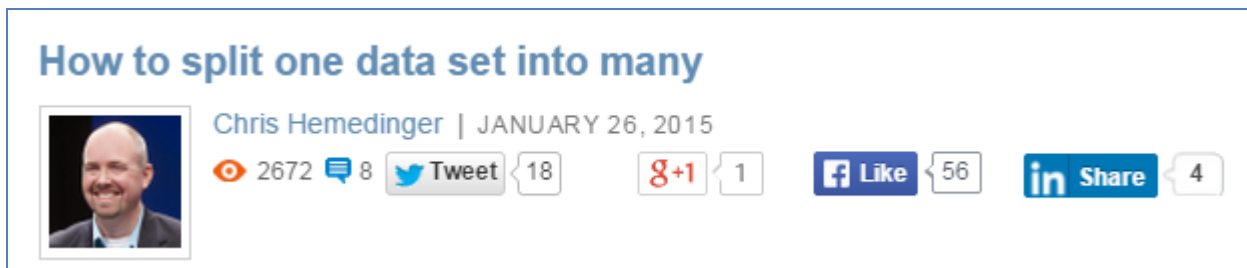 How to split one data set into many
Chris Hemedinger | JANUARY 26, 2015
2672 8 Tweet 18 g+1 1 f Like 56 in Share 4